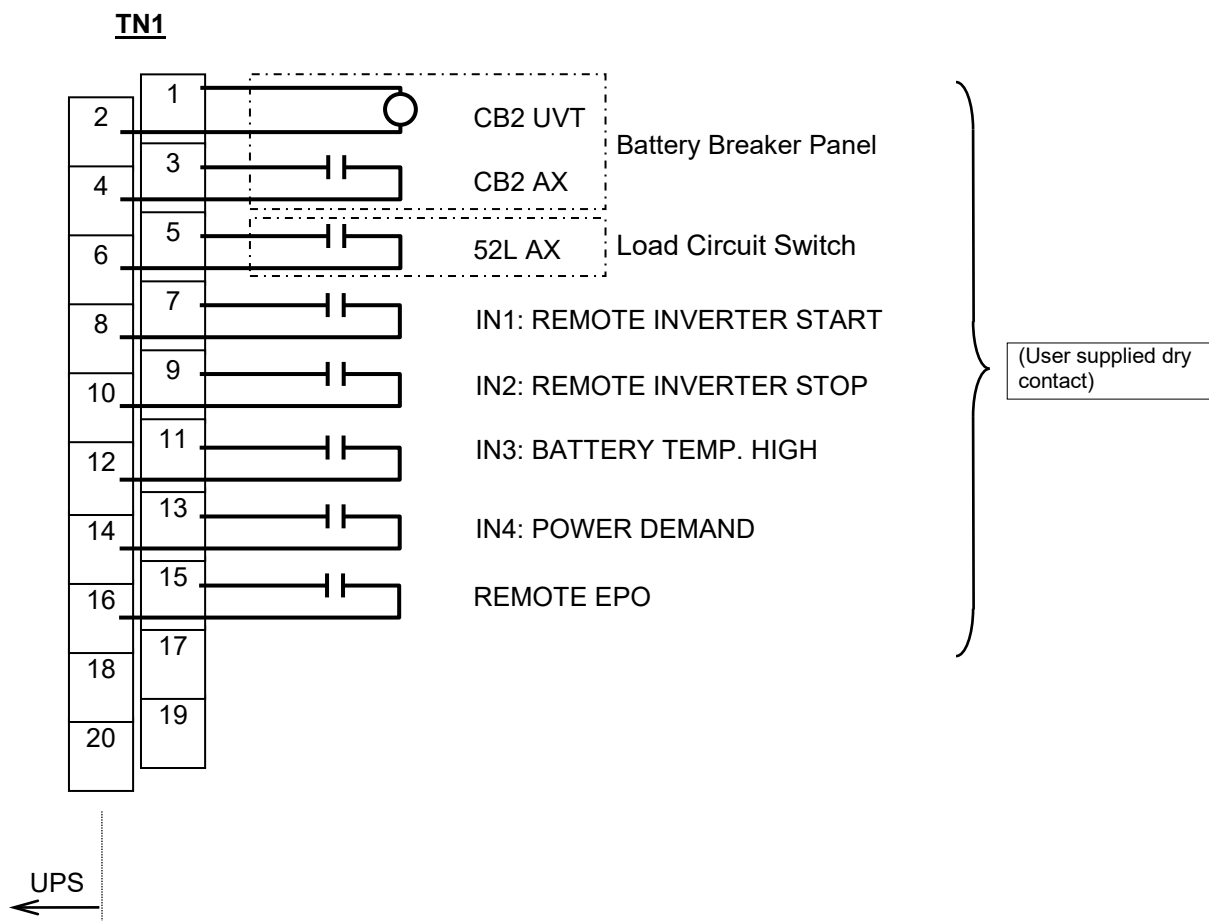 TN1
1
2
CB2 UVT
Battery Breaker Panel
3
4
CB2 AX
5
6
52L AX
Load Circuit Switch
7
8
IN1: REMOTE INVERTER START
9
10
IN2: REMOTE INVERTER STOP
(User supplied dry
contact)
11
12
IN3: BATTERY TEMP. HIGH
13
14
IN4: POWER DEMAND
15
16
REMOTE EPO
17
18
19
20
UPS